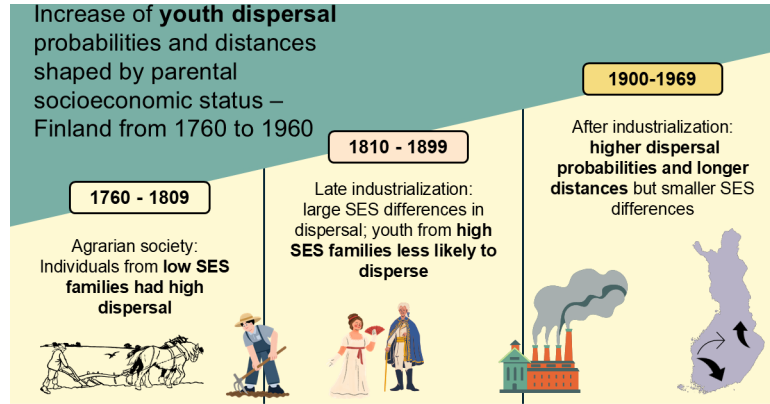 Increase of youth dispersal
probabilities and distances
shaped by parental
socioeconomic status –
Finland from 1760 to 1960
1760 - 1809
Agrarian society:
Individuals from low SES
families had high
dispersal
1810 - 1899
Late industrialization:
large SES differences in
dispersal; youth from high
SES families less likely to
disperse
1900-1969
After industrialization:
higher dispersal
probabilities and longer
distances but smaller SES
differences